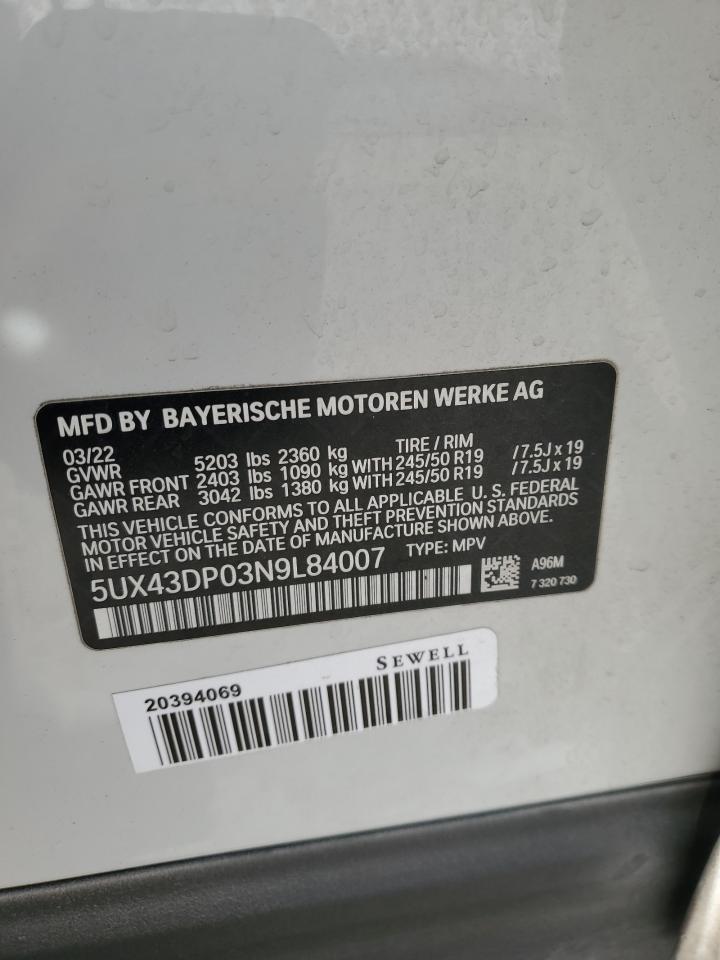 MFD BY BAYERISCHE MOTOREN WERKE AG
03/22 TIRE / RIM
GVWR 5203 lbs 2360 kg
GAWR FRONT 2403 lbs 1090 kg WITH 245/50 R19 / 7.5J x 19
GAWR REAR 3042 lbs 1380 kg WITH 245/50 R19 / 7.5J x 19
THIS VEHICLE CONFORMS TO ALL APPLICABLE U. S. FEDERAL
MOTOR VEHICLE SAFETY AND THEFT PREVENTION STANDARDS
IN EFFECT ON THE DATE OF MANUFACTURE SHOWN ABOVE.
5UX43DP03N9L84007 TYPE: MPV
A96M
7 320 730
SEWELL
20394069